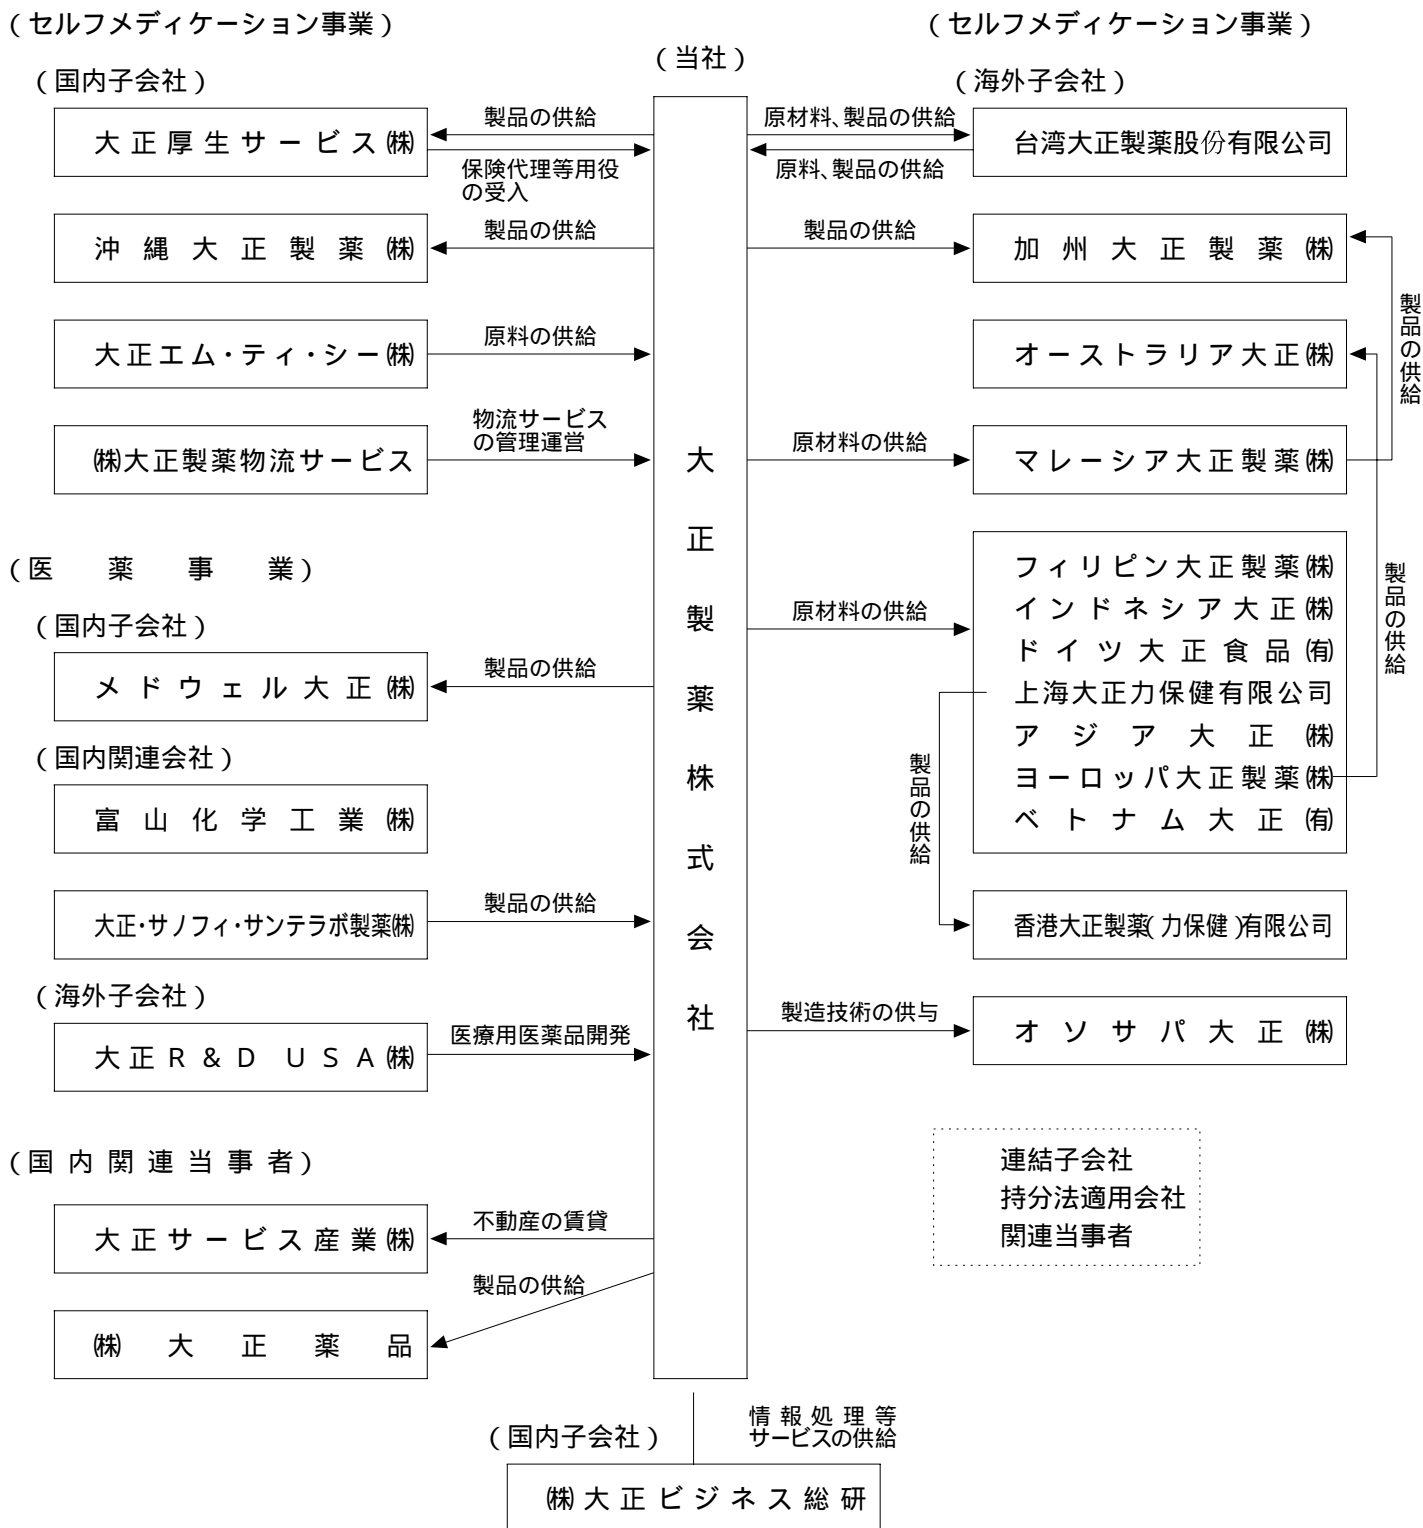 (セルフメディケーション事業)
(国内子会社)
大正厚生サービス㈱
製品の供給
保険代理等用役
の受入
沖縄大正製薬㈱
製品の供給
大正エム・ティ・シー㈱
原料の供給
㈱大正製薬物流サービス
物流サービス
の管理運営
(医薬事業)
(国内子会社)
メドウェル大正㈱
製品の供給
(国内関連会社)
富山化学工業㈱
大正・サノフィ・サンテラボ製薬㈱
製品の供給
(海外子会社)
大正R&D USA㈱
医療用医薬品開発
(国内関連当事者)
大正サービス産業㈱
不動産の賃貸
製品の供給
㈱大正薬品
(当社)
大正製薬株式会社
(セルフメディケーション事業)
(海外子会社)
原材料、製品の供給
台湾大正製薬股份有限公司
原料、製品の供給
製品の供給
加州大正製薬㈱
製品の供給
オーストラリア大正㈱
原材料の供給
マレーシア大正製薬㈱
原材料の供給
フィリピン大正製薬㈱
インドネシア大正㈱
ドイツ大正食品㈲
上海大正力保健有限公司
アジア大正㈱
ヨーロッパ大正製薬㈱
ベトナム大正㈲
製品の供給
製品の供給
香港大正製薬(力保健)有限公司
製造技術の供与
オソサパ大正㈱
連結子会社
持分法適用会社
関連当事者
(国内子会社)
情報処理等
サービスの供給
㈱大正ビジネス総研